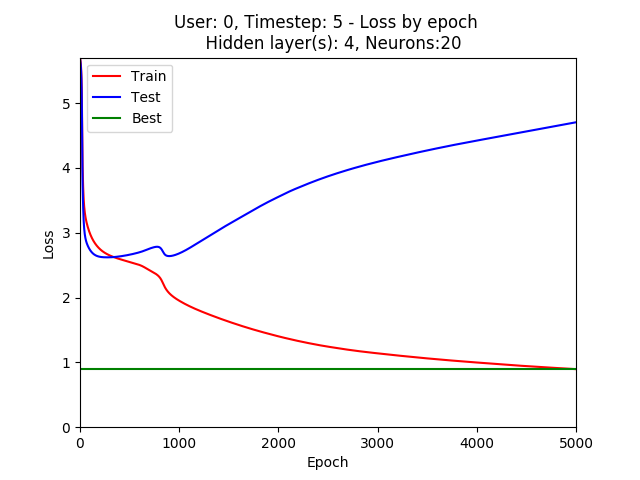 User: 0, Timestep: 5 - Loss by epoch
Hidden layer(s): 4, Neurons:20
Train
Test
Best
5
4
3
2
1
0
Loss
0
1000
2000
3000
4000
5000
Epoch